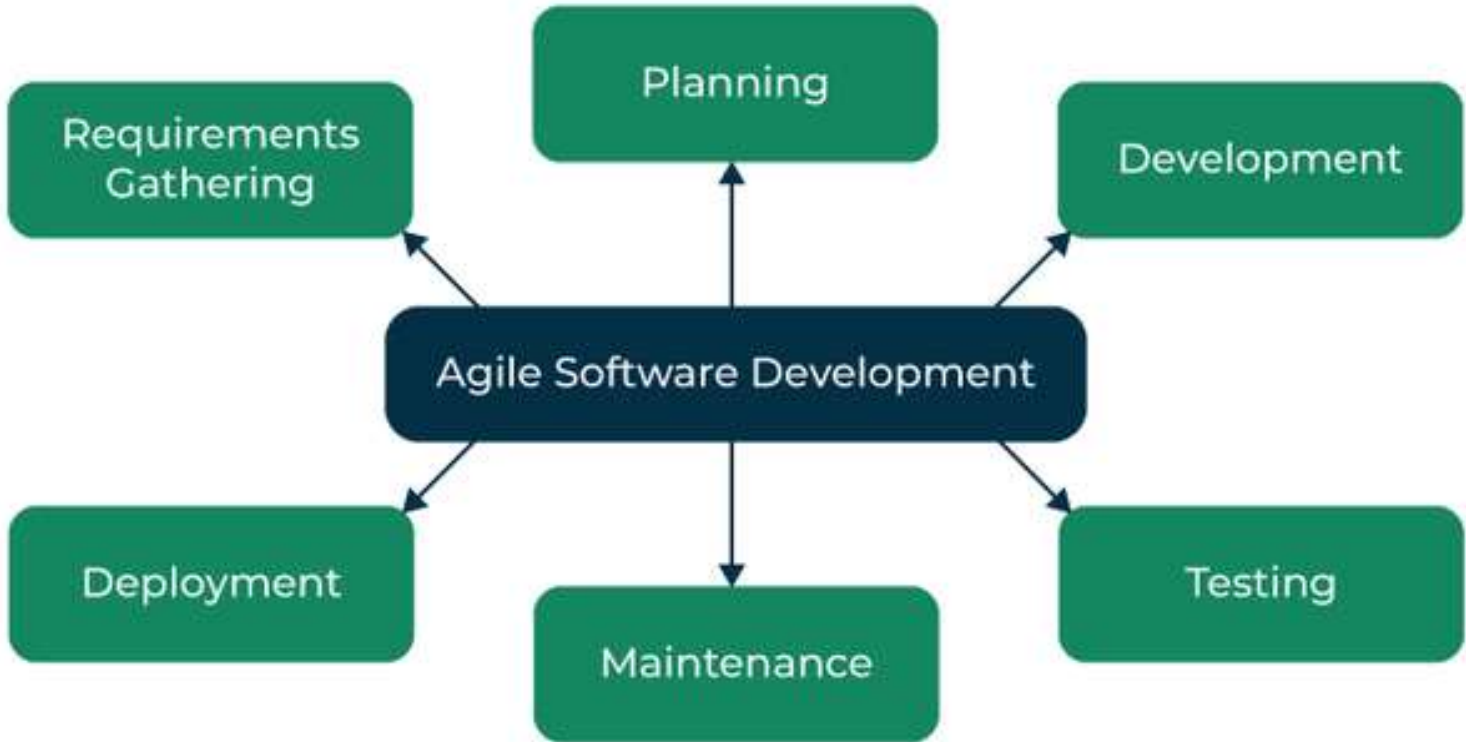 Planning
Requirements
Gathering
Development
Agile Software Development
Deployment
Testing
Maintenance